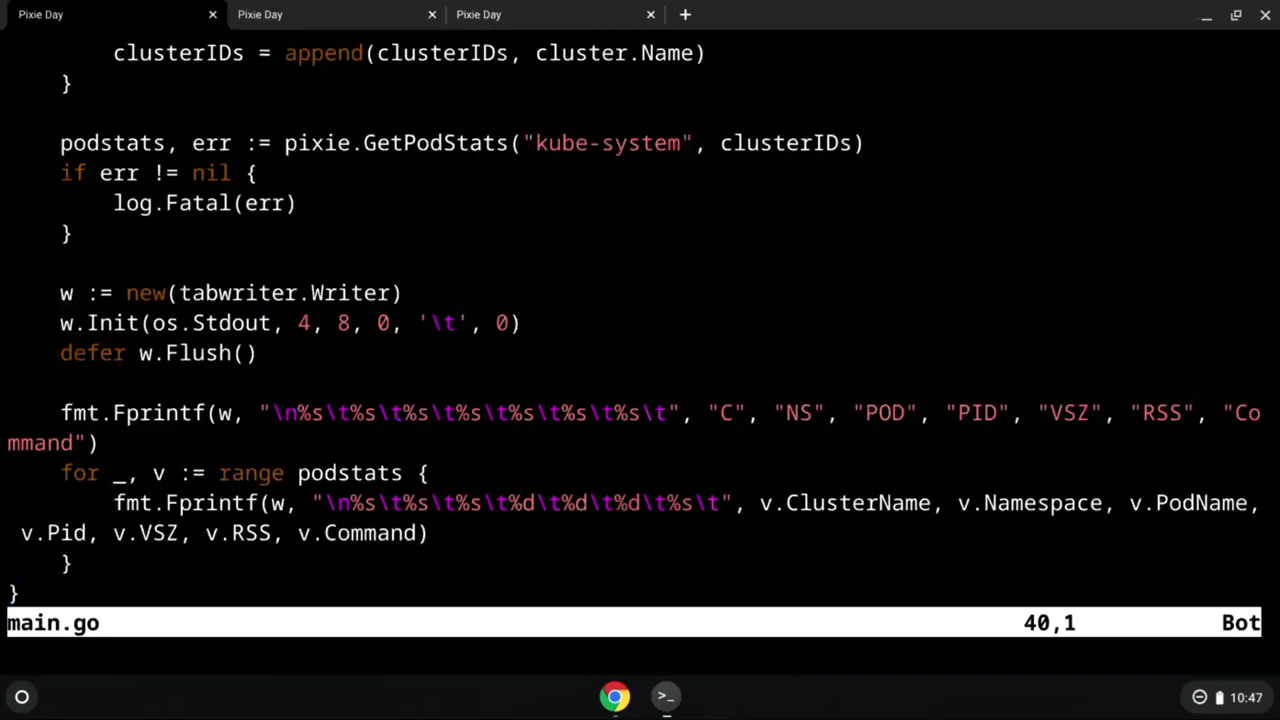 Pixie Day Pixie Day Pixie Day
clusterIDs = append(clusterIDs, cluster.Name)
}
podstats, err := pixie.GetPodStats("kube-system", clusterIDs)
if err != nil {
log.Fatal(err)
}
w := new(tabwriter.Writer)
w.Init(os.Stdout, 4, 8, 0, '\t', 0)
defer w.Flush()
fmt.Fprintf(w, "\n%s\t%s\t%s\t%s\t%s\t%s\t%s\t", "C", "NS", "POD", "PID", "VSZ", "RSS", "Co
mmand")
for _, v := range podstats {
fmt.Fprintf(w, "\n%s\t%s\t%s\t%d\t%d\t%d\t%s\t", v.ClusterName, v.Namespace, v.PodName,
v.Pid, v.VSZ, v.RSS, v.Command)
}
}
main.go 40,1 Bot
10:47